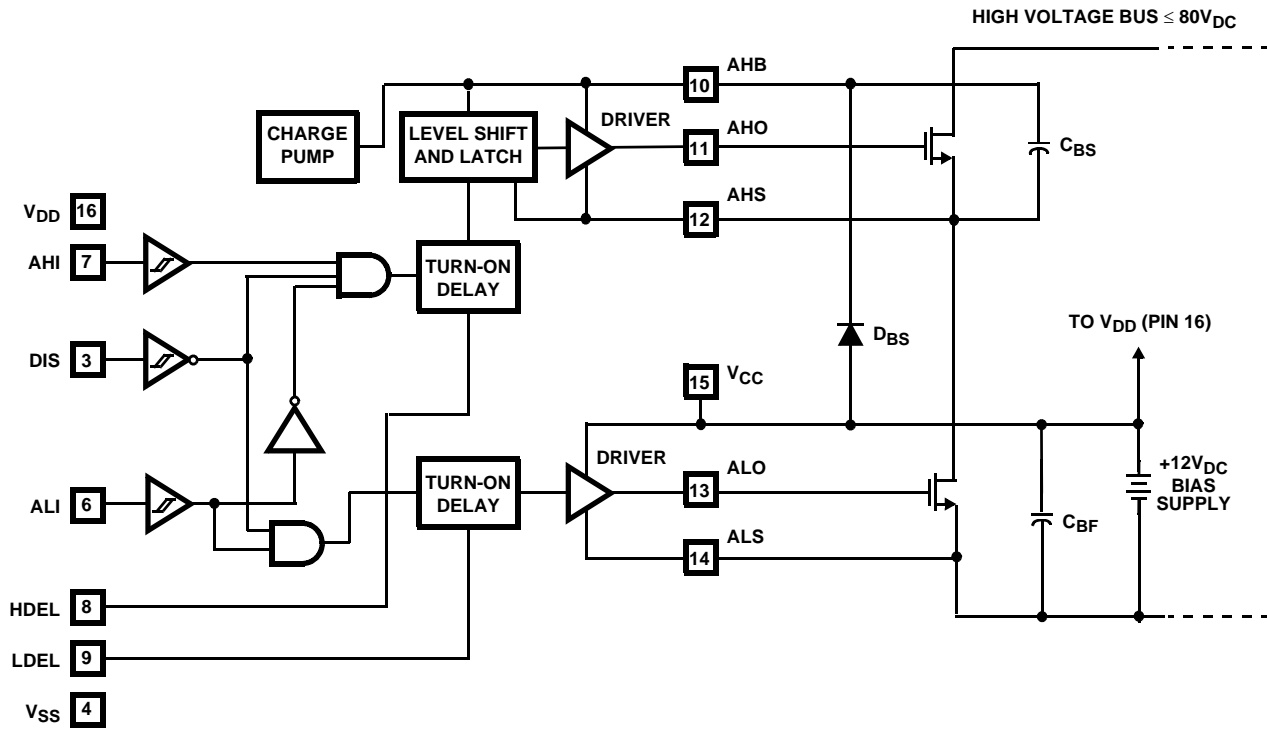 HIGH VOLTAGE BUS ≤ 80VDC
AHB
10
CHARGE
PUMP
LEVEL SHIFT
AND LATCH
DRIVER
AHO
11
CBS
AHS
12
VDD 16
AHI 7
TURN-ON
DELAY
DIS 3
DBS
TO VDD (PIN 16)
15
VCC
ALI 6
TURN-ON
DELAY
DRIVER
ALO
13
ALS
14
CBF
+12VDC
BIAS
SUPPLY
HDEL 8
LDEL 9
VSS 4